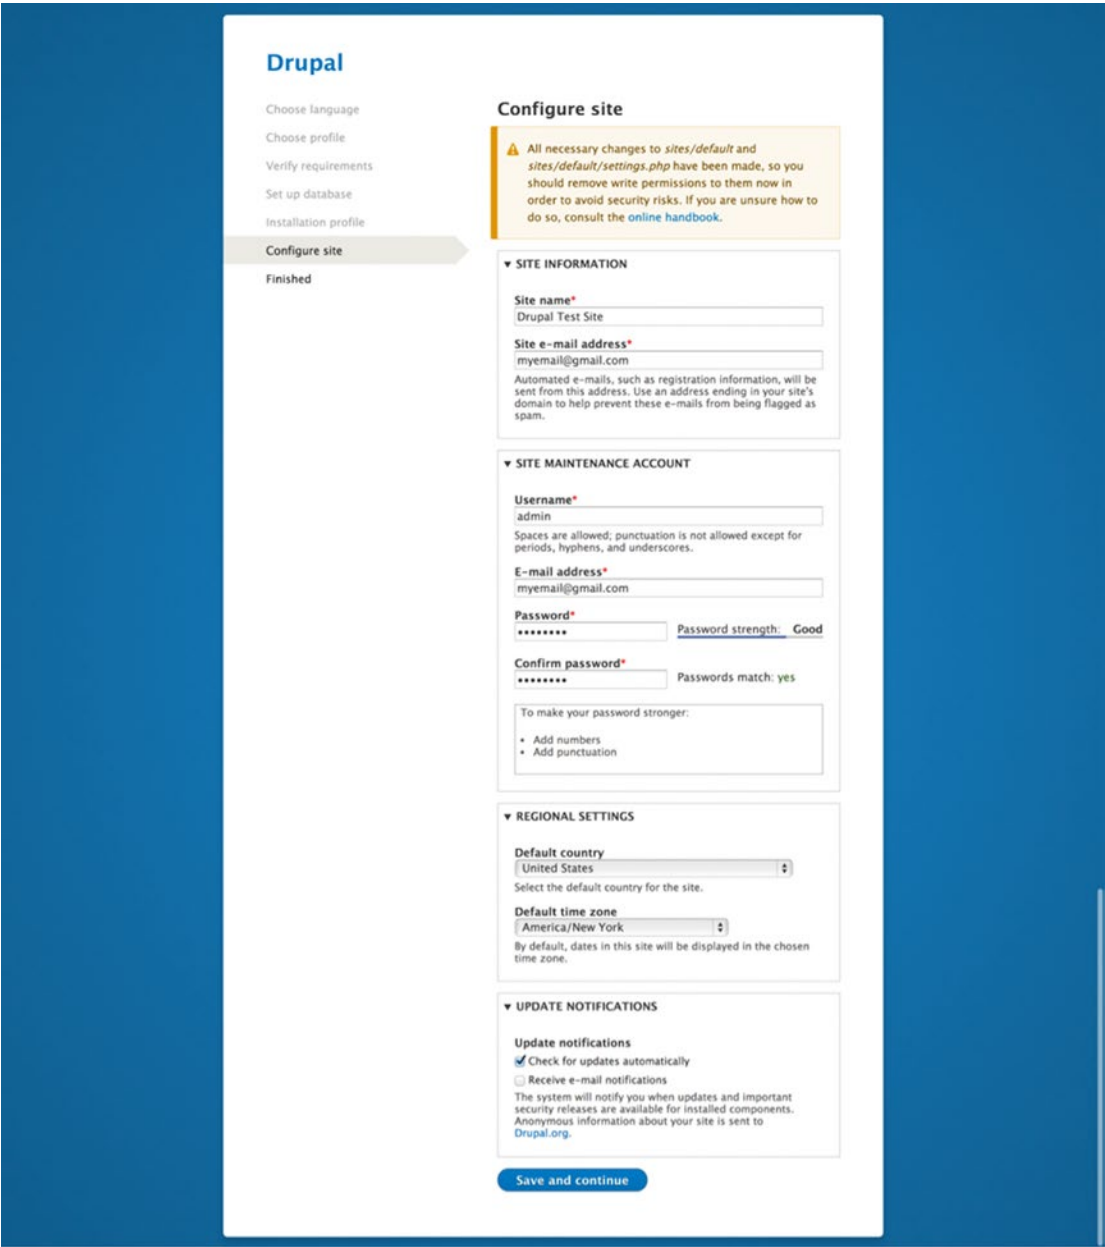 Drupal
Choose language
Choose profile
Verify requirements
Set up database
Installation profile
Configure site
Finished
Configure site
All necessary changes to sites/default and
sites/default/settings.php have been made, so you
should remove write permissions to them now in
order to avoid security risks. If you are unsure how to
do so, consult the online handbook.
▼ SITE INFORMATION
Site name*
Drupal Test Site
Site e-mail address*
myemail@gmail.com
Automated e-mails, such as registration information, will be
sent from this address. Use an address ending in your site's
domain to help prevent these e-mails from being flagged as
spam.
▼ SITE MAINTENANCE ACCOUNT
Username*
admin
Spaces are allowed; punctuation is not allowed except for
periods, hyphens, and underscores.
E-mail address*
myemail@gmail.com
Password*
•••••••• Password strength: Good
Confirm password*
•••••••• Passwords match: yes
To make your password stronger:
• Add numbers
• Add punctuation
▼ REGIONAL SETTINGS
Default country
United States
Select the default country for the site.
Default time zone
America/New York
By default, dates in this site will be displayed in the chosen
time zone.
▼ UPDATE NOTIFICATIONS
Update notifications
Check for updates automatically
Receive e-mail notifications
The system will notify you when updates and important
security releases are available for installed components.
Anonymous information about your site is sent to
Drupal.org.
Save and continue